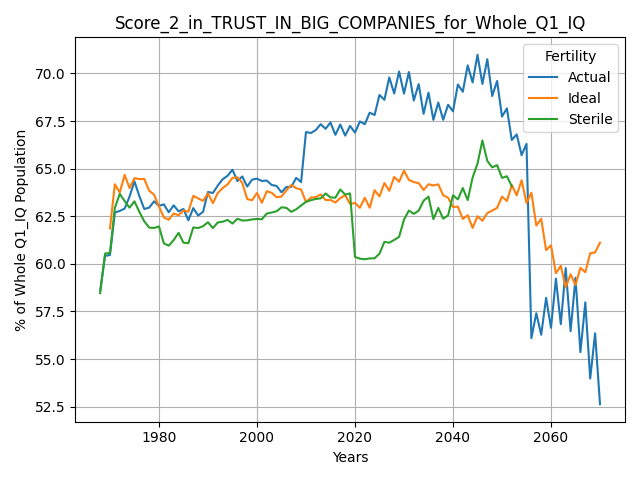 Score_2_in_TRUST_IN_BIG_COMPANIES_for_Whole_Q1_IQ
% of Whole Q1_IQ Population
70.0
67.5
65.0
62.5
60.0
57.5
55.0
52.5
Fertility
Actual
Ideal
Sterile
1980
2000
2020
2040
2060
Years